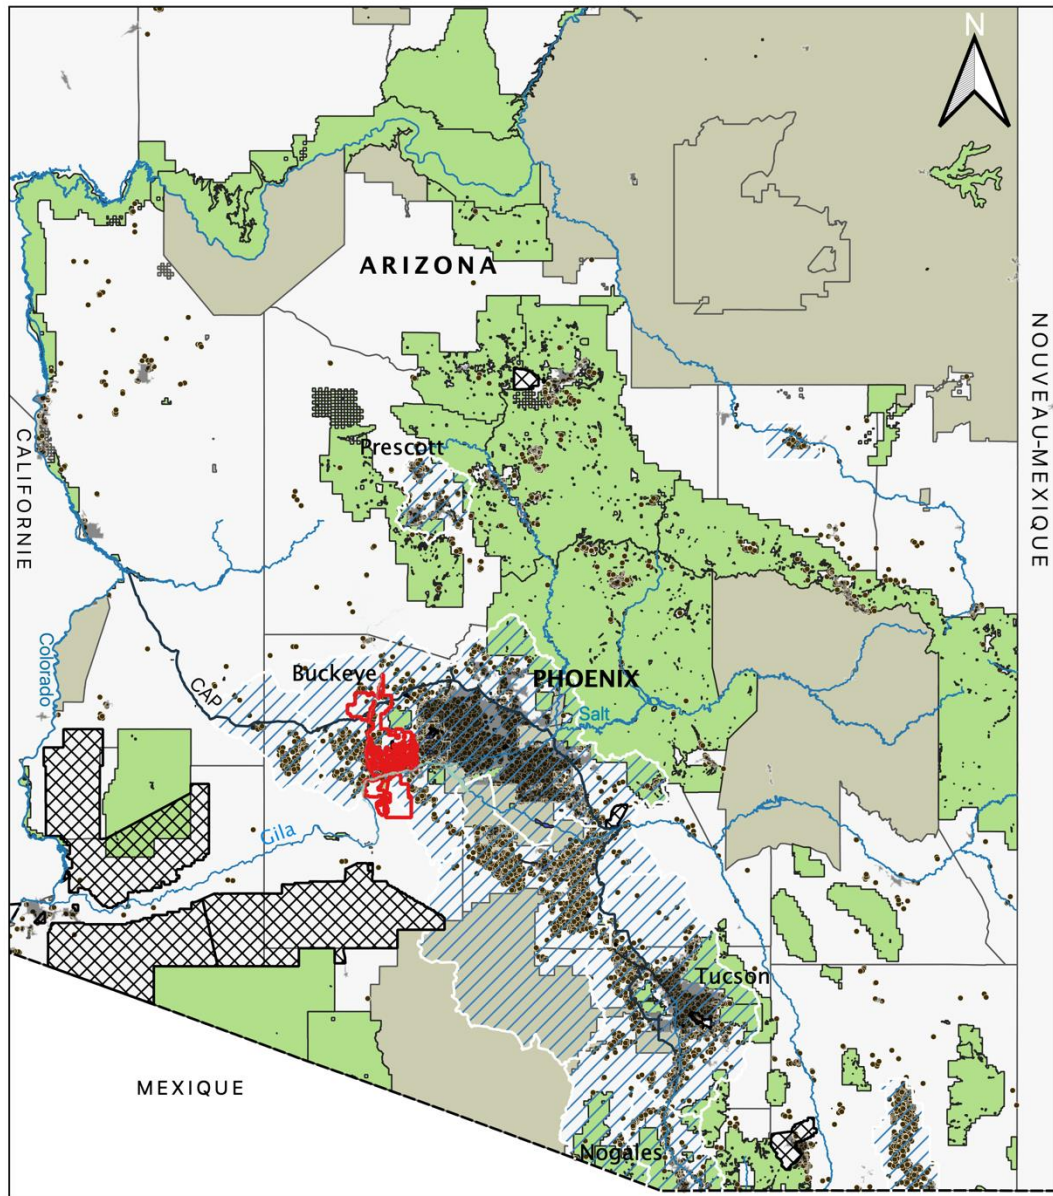 N
ARIZONA
NOUVEAU-MEXIQUE
CALIFORNIE
Prescott
Colorado
CAP
Buckeye
PHOENIX
Salt
Gila
Tucson
MEXIQUE
Nogales